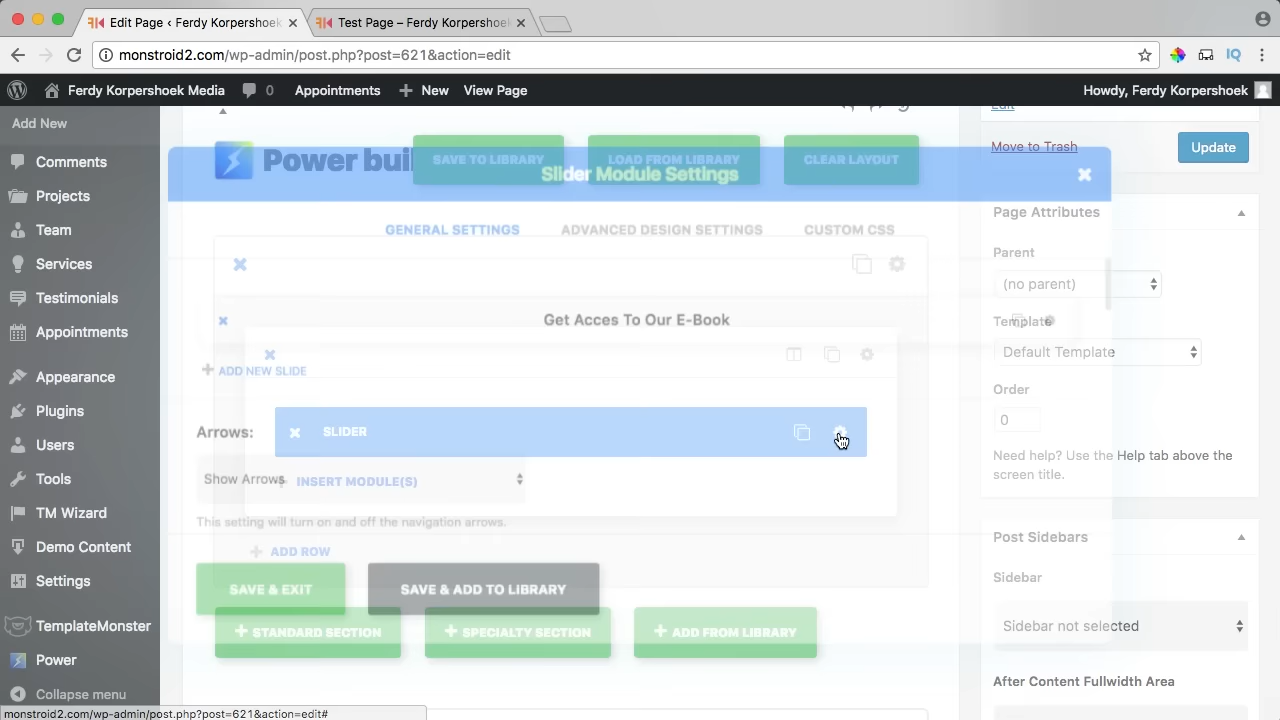 Edit Page ‹ Ferdy Korpershoek
Test Page – Ferdy Korpershoek
monstroid2.com/wp-admin/post.php?post=621&action=edit
Ferdy Korpershoek Media
0
Appointments
New
View Page
Howdy, Ferdy Korpershoek
Add New
Comments
Projects
Team
Services
Testimonials
Appointments
Appearance
Plugins
Users
Tools
TM Wizard
Demo Content
Settings
TemplateMonster
Power
Collapse menu
Power buil
SAVE TO LIBRARY
LOAD FROM LIBRARY
CLEAR LAYOUT
Slider Module Settings
GENERAL SETTINGS
ADVANCED DESIGN SETTINGS
CUSTOM CSS
Get Acces To Our E-Book
ADD NEW SLIDE
Arrows:
SLIDER
Show Arrows
INSERT MODULE(S)
This setting will turn on and off the navigation arrows.
ADD ROW
SAVE & EXIT
SAVE & ADD TO LIBRARY
STANDARD SECTION
SPECIALTY SECTION
ADD FROM LIBRARY
Edit
Move to Trash
Update
Page Attributes
Parent
(no parent)
Template
Default Template
Order
0
Need help? Use the Help tab above the
screen title.
Post Sidebars
Sidebar
Sidebar not selected
After Content Fullwidth Area
monstroid2.com/wp-admin/post.php?post=621&action=edit#